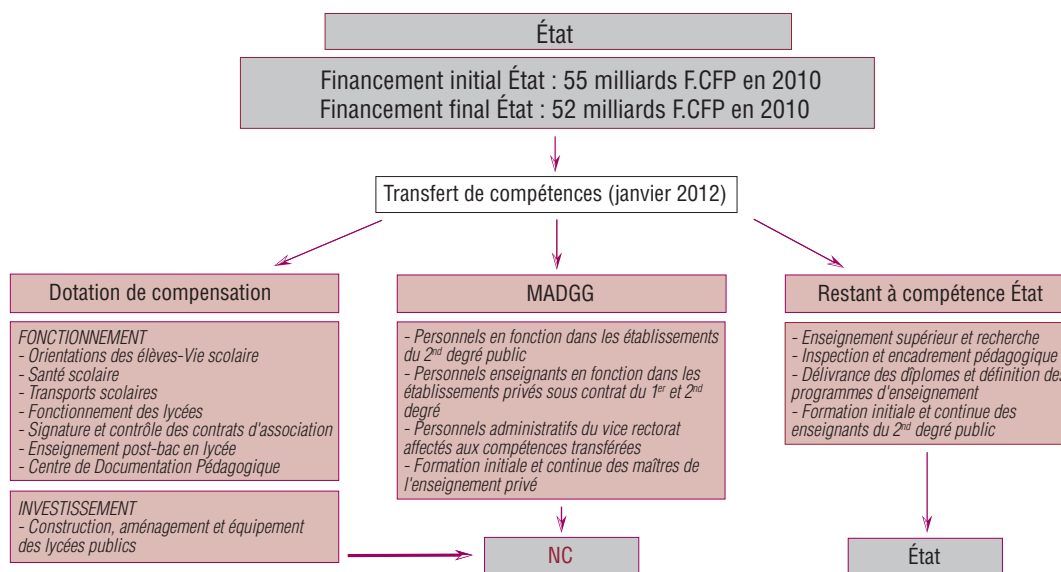 État
Financement initial État : 55 milliards F.CFP en 2010
Financement final État : 52 milliards F.CFP en 2010
Transfert de compétences (janvier 2012)
Dotation de compensation
FONCTIONNEMENT
- Orientations des élèves-Vie scolaire
- Santé scolaire
- Transports scolaires
- Fonctionnement des lycées
- Signature et contrôle des contrats d'association
- Enseignement post-bac en lycée
- Centre de Documentation Pédagogique
INVESTISSEMENT
- Construction, aménagement et équipement
des lycées publics
MADGG
- Personnels en fonction dans les établissements
du 2nd degré public
- Personnels enseignants en fonction dans les
établissements privés sous contrat du 1er et 2nd
degré
- Personnels administratifs du vice rectorat
affectés aux compétences transférées
- Formation initiale et continue des maîtres de
l'enseignement privé
NC
Restant à compétence État
- Enseignement supérieur et recherche
- Inspection et encadrement pédagogique
- Délivrance des dîplomes et définition des
programmes d'enseignement
- Formation initiale et continue des
enseignants du 2nd degré public
État